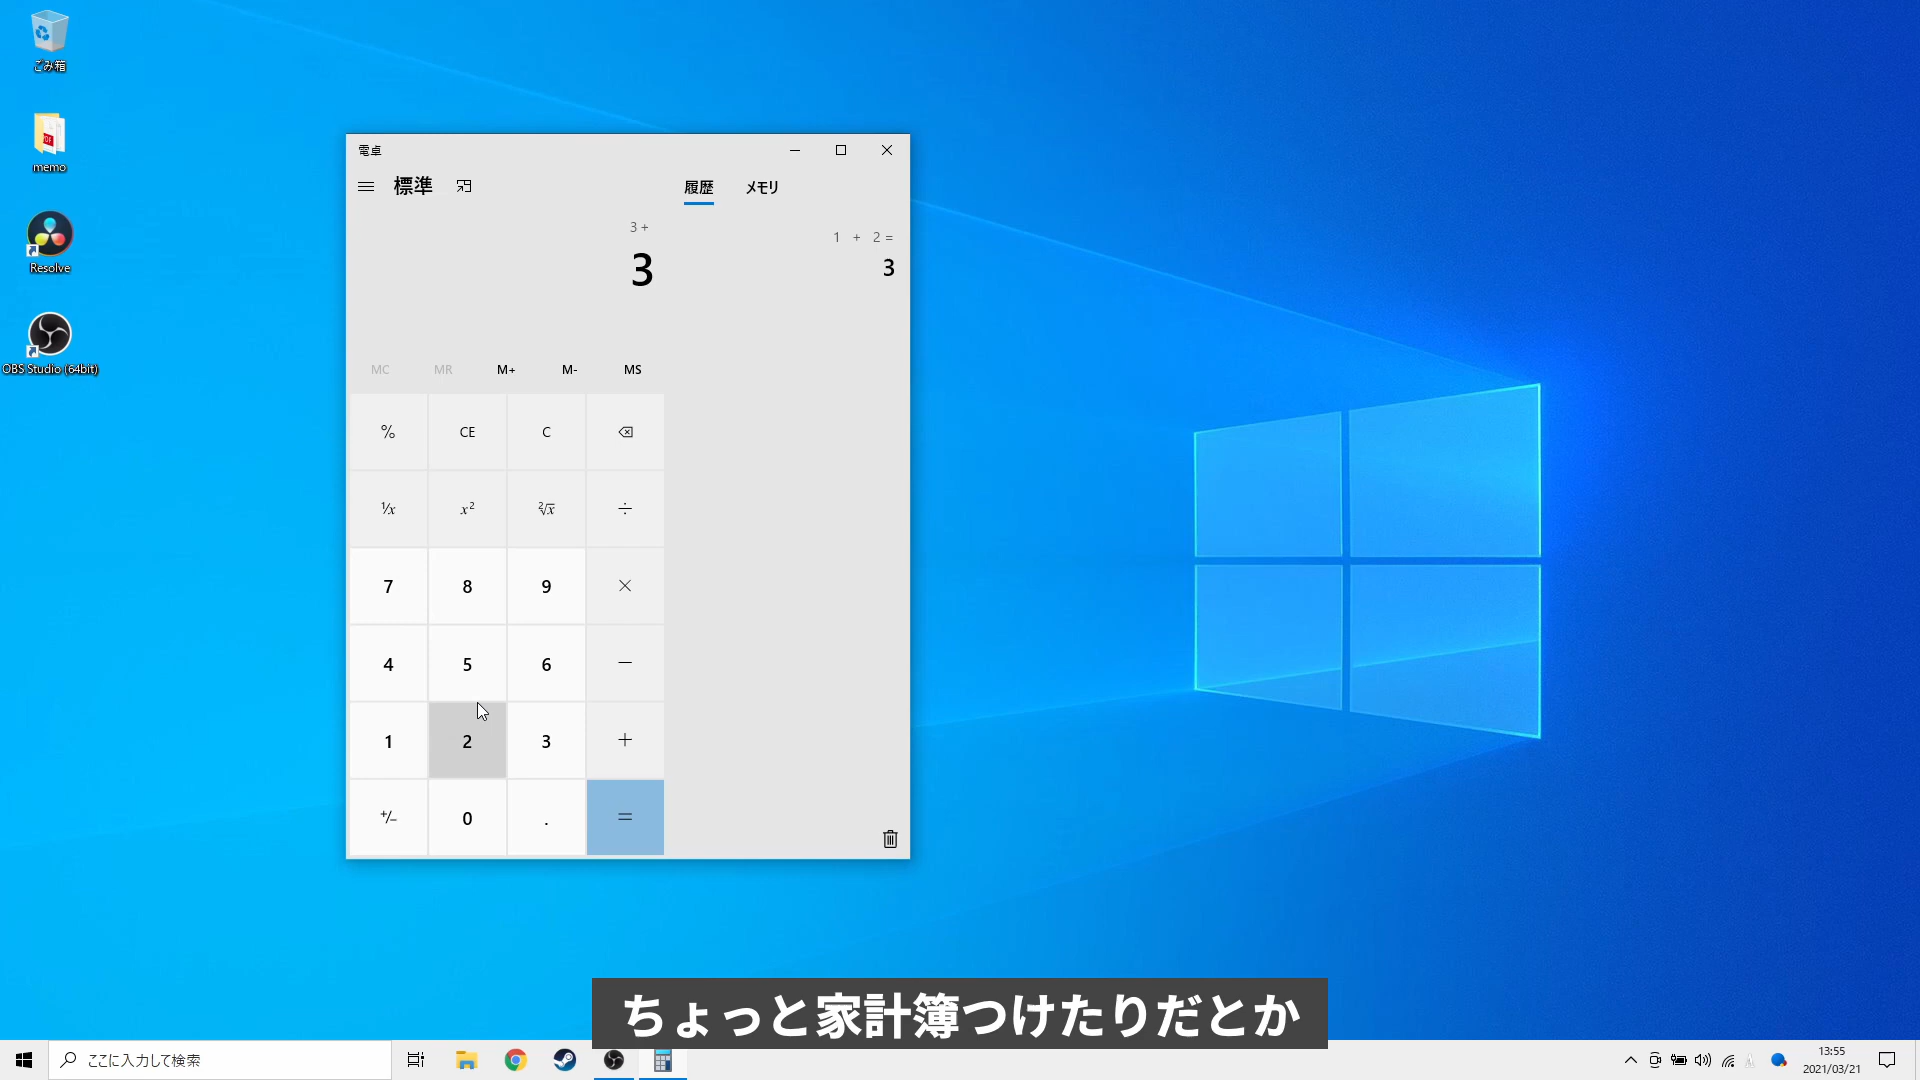 ごみ箱
memo
Resolve
OBS Studio (64bit)
電卓
標準
履歴 メモリ
3 +
3
1 + 2 =
3
MC MR M+ M- MS
% CE C
¹/x x² ²√x ÷
7 8 9 ×
4 5 6 −
1 2 3 +
+/− 0 . =
ちょっと家計簿つけたりだとか
ここに入力して検索
13:55
2021/03/21